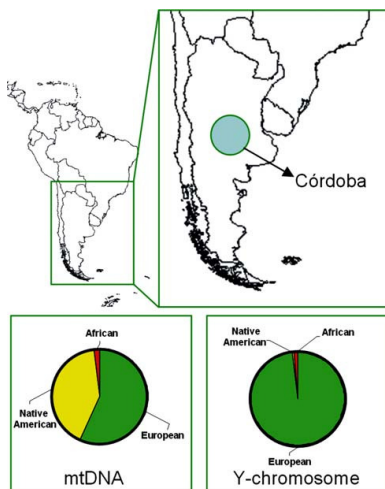 Córdoba
African
Native
American
European
mtDNA
Native
American
African
European
Y-chromosome